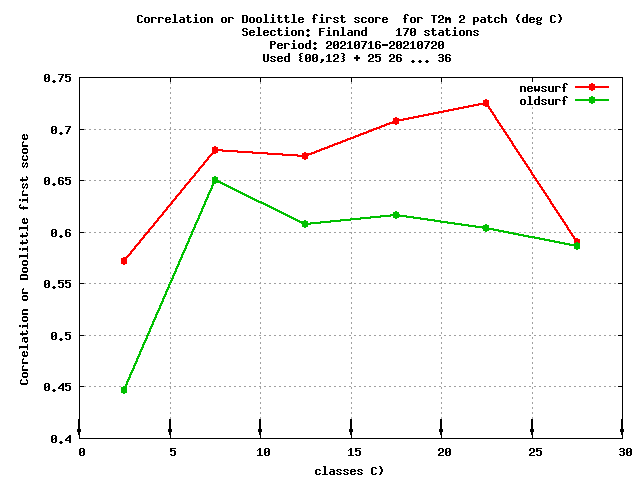 Correlation or Doolittle first score  for T2m 2 patch (deg C)
Selection: Finland    170 stations
Period: 20210716-20210720
Used {00,12} + 25 26 ... 36
newsurf
oldsurf
Correlation or Doolittle first score
0.75
0.7
0.65
0.6
0.55
0.5
0.45
0.4
0 5 10 15 20 25 30
classes C)